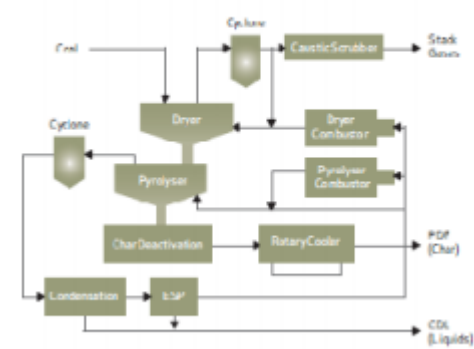 Cyclone
Coal
Caustic Scrubber
Stack
Gases
Dryer
Dryer
Combustor
Cyclone
Pyrolyser
Pyrolyser
Combustor
Char Deactivation
Rotary Cooler
PDF
(Char)
Condensation
ESP
CDL
(Liquids)